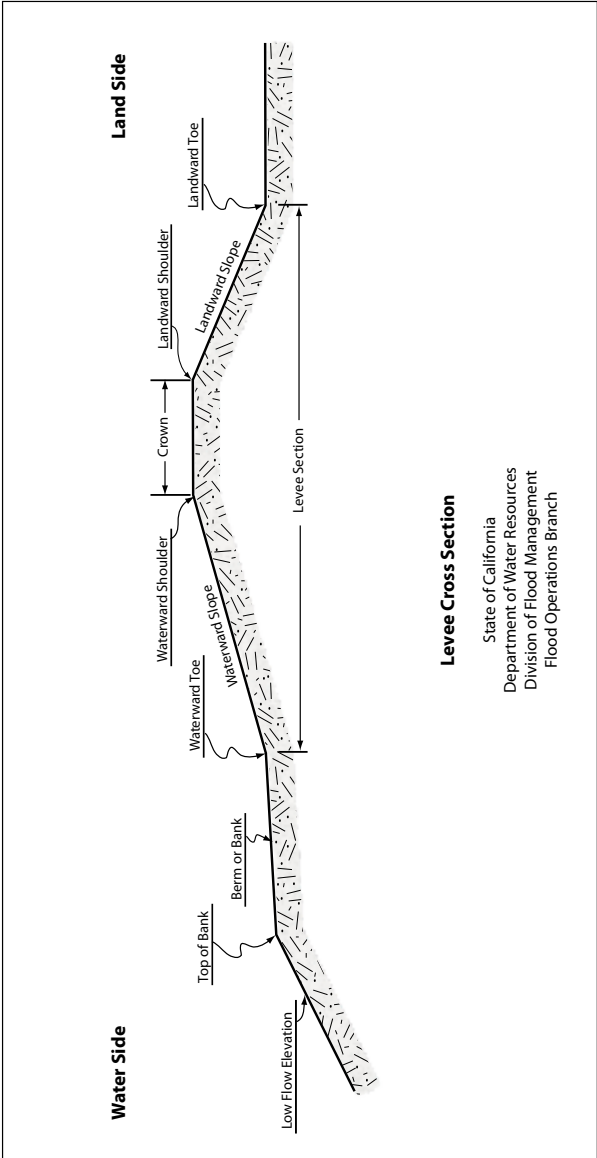 Water Side
Land Side
Low Flow Elevation
Top of Bank
Berm or Bank
Waterward Toe
Waterward Slope
Waterward Shoulder
Crown
Landward Shoulder
Landward Slope
Landward Toe
Levee Section
Levee Cross Section
State of California
Department of Water Resources
Division of Flood Management
Flood Operations Branch